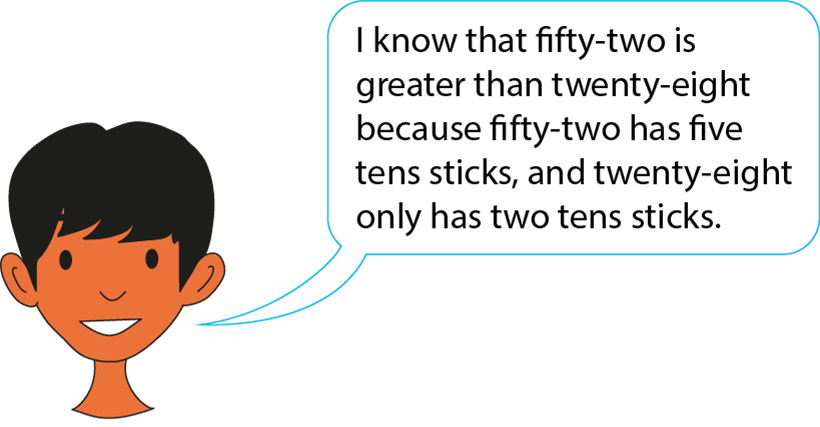 I know that fifty-two is
greater than twenty-eight
because fifty-two has five
tens sticks, and twenty-eight
only has two tens sticks.